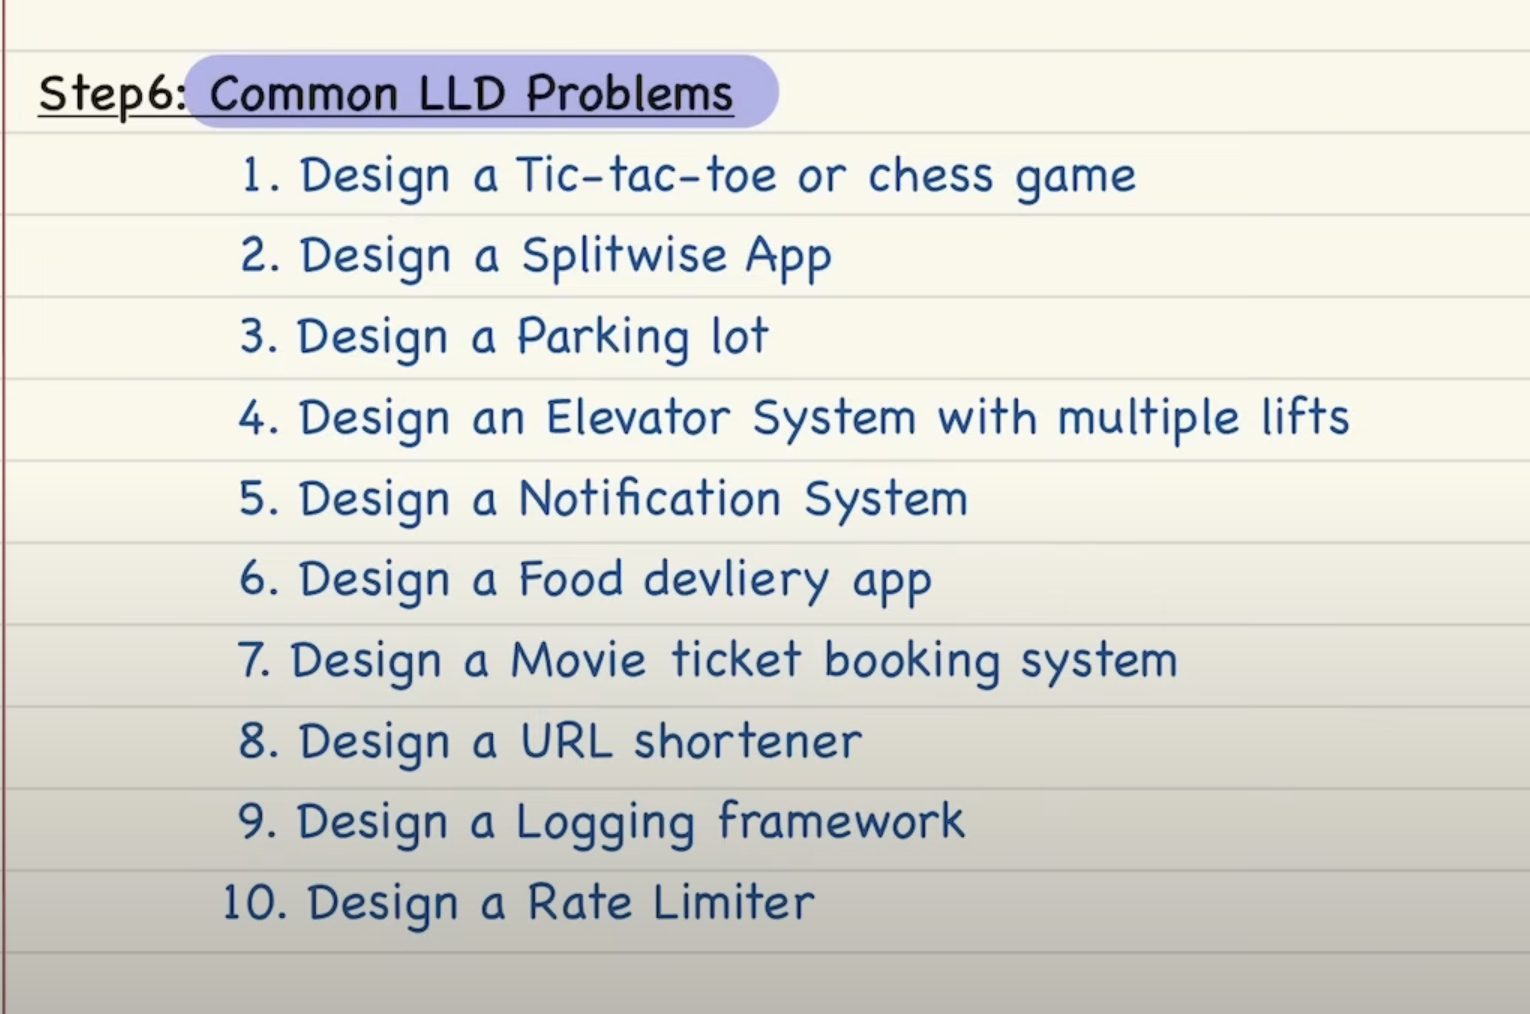 Step6: Common LLD Problems
1. Design a Tic-tac-toe or chess game
2. Design a Splitwise App
3. Design a Parking lot
4. Design an Elevator System with multiple lifts
5. Design a Notification System
6. Design a Food devliery app
7. Design a Movie ticket booking system
8. Design a URL shortener
9. Design a Logging framework
10. Design a Rate Limiter